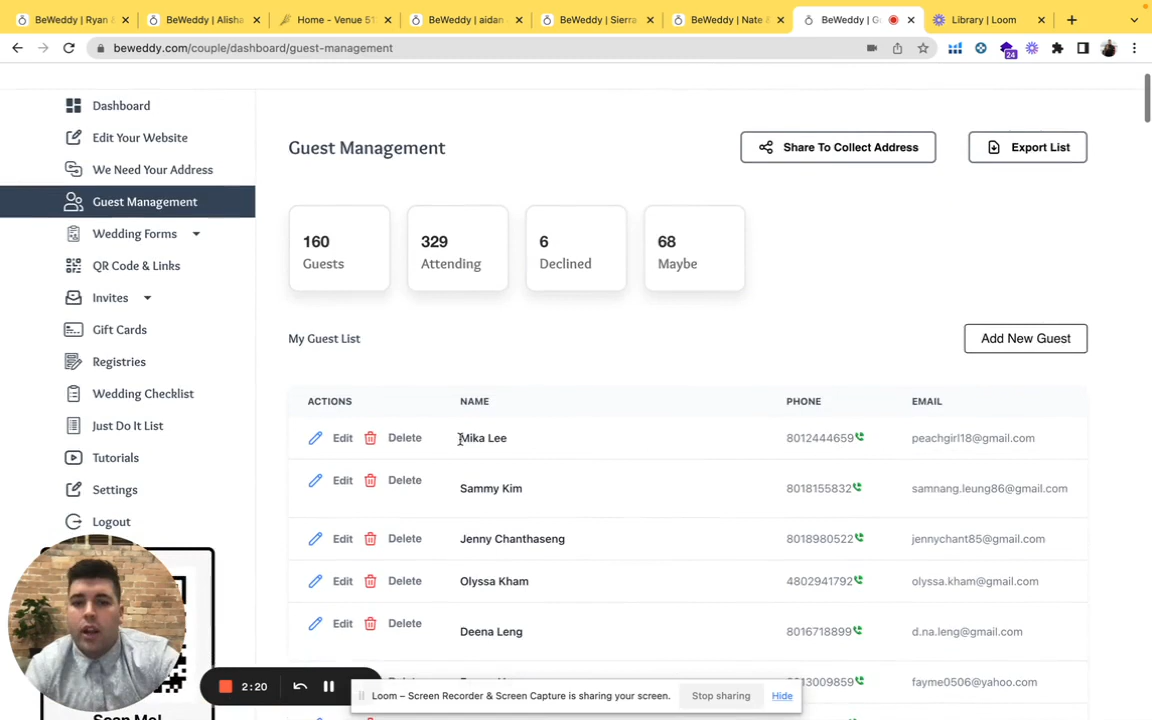 BeWeddy | Ryan &
BeWeddy | Alisha
Home - Venue 51
BeWeddy | aidan
BeWeddy | Sierra
BeWeddy | Nate &
BeWeddy | G
Library | Loom
beweddy.com/couple/dashboard/guest-management
24
Dashboard
Edit Your Website
We Need Your Address
Guest Management
Wedding Forms
QR Code & Links
Invites
Gift Cards
Registries
Wedding Checklist
Just Do It List
Tutorials
Settings
Logout
Scan Me!
Guest Management
Share To Collect Address
Export List
160
Guests
329
Attending
6
Declined
68
Maybe
My Guest List
Add New Guest
ACTIONS NAME PHONE EMAIL
Edit Delete Mika Lee 8012444659 peachgirl18@gmail.com
Edit Delete Sammy Kim 8018155832 samnang.leung86@gmail.com
Edit Delete Jenny Chanthaseng 8018980522 jennychant85@gmail.com
Edit Delete Olyssa Kham 4802941792 olyssa.kham@gmail.com
Edit Delete Deena Leng 8016718899 d.na.leng@gmail.com
fayme0506@yahoo.com
2:20
Loom – Screen Recorder & Screen Capture is sharing your screen.
Stop sharing
Hide